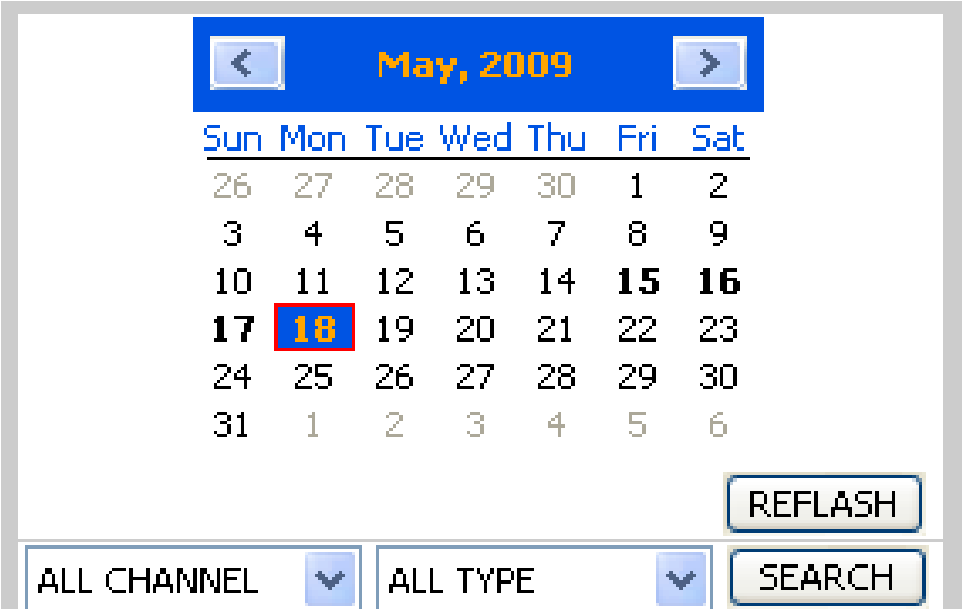 May, 2009
Sun Mon Tue Wed Thu Fri Sat
26 27 28 29 30 1 2
3 4 5 6 7 8 9
10 11 12 13 14 15 16
17 18 19 20 21 22 23
24 25 26 27 28 29 30
31 1 2 3 4 5 6
REFLASH
ALL CHANNEL ALL TYPE SEARCH